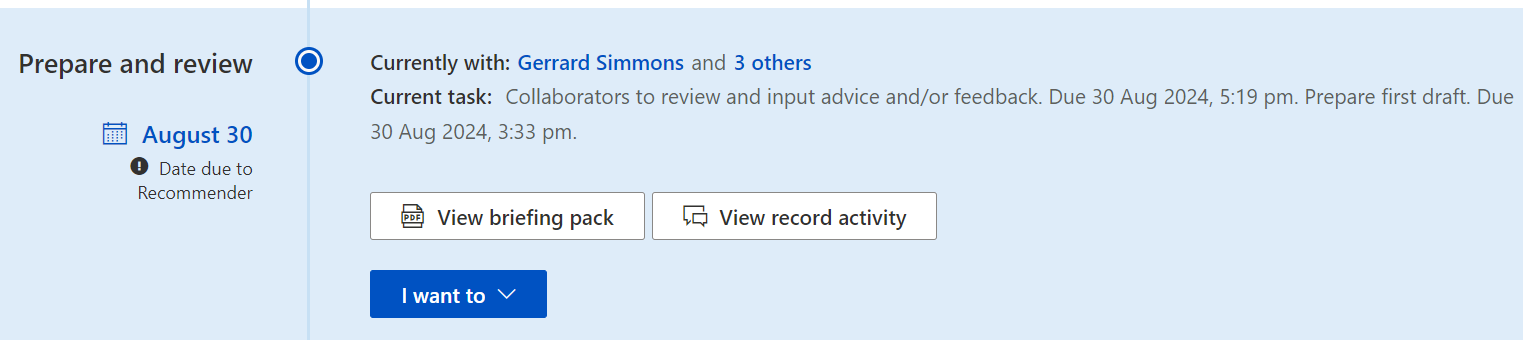 Prepare and review
August 30
Date due to
Recommender
Currently with: Gerrard Simmons and 3 others
Current task: Collaborators to review and input advice and/or feedback. Due 30 Aug 2024, 5:19 pm. Prepare first draft. Due
30 Aug 2024, 3:33 pm.
PDF View briefing pack
View record activity
I want to